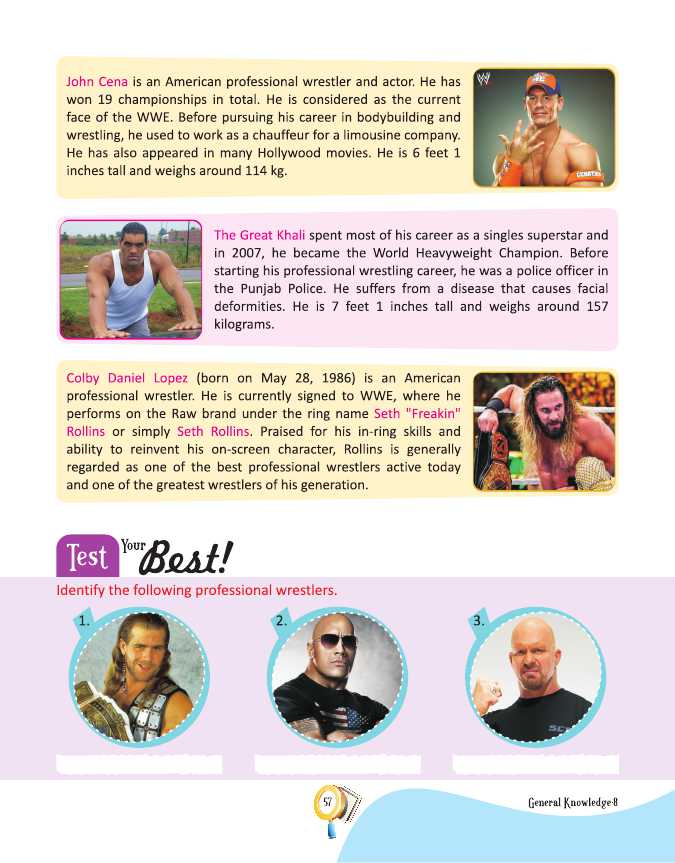 John Cena is an American professional wrestler and actor. He has
won 19 championships in total. He is considered as the current
face of the WWE. Before pursuing his career in bodybuilding and
wrestling, he used to work as a chauffeur for a limousine company.
He has also appeared in many Hollywood movies. He is 6 feet 1
inches tall and weighs around 114 kg.
W
The Great Khali spent most of his career as a singles superstar and
in 2007, he became the World Heavyweight Champion. Before
starting his professional wrestling career, he was a police officer in
the Punjab Police. He suffers from a disease that causes facial
deformities. He is 7 feet 1 inches tall and weighs around 157
kilograms.
Colby Daniel Lopez (born on May 28, 1986) is an American
professional wrestler. He is currently signed to WWE, where he
performs on the Raw brand under the ring name Seth "Freakin"
Rollins or simply Seth Rollins. Praised for his in-ring skills and
ability to reinvent his on-screen character, Rollins is generally
regarded as one of the best professional wrestlers active today
and one of the greatest wrestlers of his generation.
Test Your Best!
Identify the following professional wrestlers.
1. 2. 3.
57
General Knowledge-8